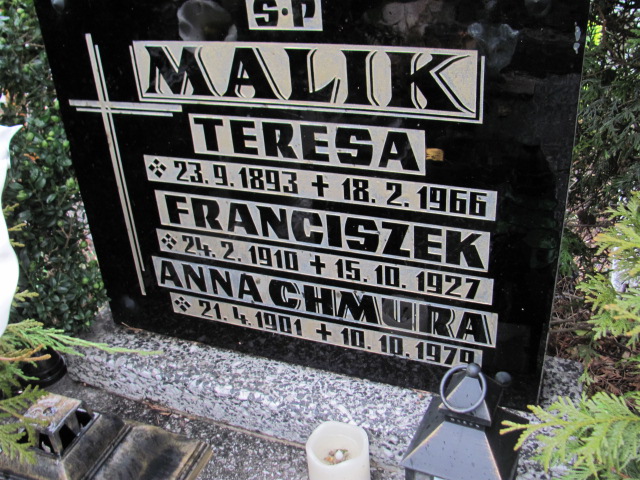 Ś·P
MALIK
TERESA
23.9.1893 + 18.2.1966
FRANCISZEK
24.2.1910 + 15.10.1927
ANNA CHMURA
21.4.1901 + 10.10.1979